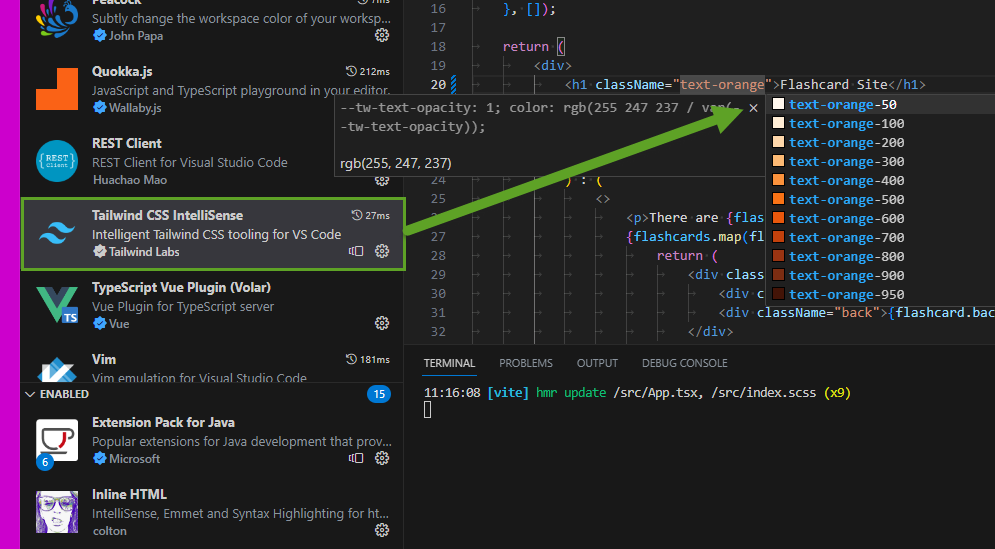 Peacock 7ms
Subtly change the workspace color of your worksp...
John Papa
Quokka.js 212ms
JavaScript and TypeScript playground in your editor.
Wallaby.js
REST Client
REST Client for Visual Studio Code
Huachao Mao
REST
Client
Tailwind CSS IntelliSense 27ms
Intelligent Tailwind CSS tooling for VS Code
Tailwind Labs
TypeScript Vue Plugin (Volar)
Vue Plugin for TypeScript server
Vue
TS
Vim 181ms
Vim emulation for Visual Studio Code
ENABLED 15
Extension Pack for Java
Popular extensions for Java development that prov...
Microsoft
6
Inline HTML
IntelliSense, Emmet and Syntax Highlighting for ht...
colton
16 }, []);
17
18 return (
19 <div>
20 <h1 className="text-orange">Flashcard Site</h1>
--tw-text-opacity: 1; color: rgb(255 247 237 / var(-
-tw-text-opacity));
rgb(255, 247, 237)
text-orange-50
text-orange-100
text-orange-200
text-orange-300
text-orange-400
text-orange-500
text-orange-600
text-orange-700
text-orange-800
text-orange-900
text-orange-950
24 ) : (
25 <>
26 <p>There are {flas
27 {flashcards.map(fl
28 return (
29 <div class
30 <div c
31 <div className="back">{flashcard.bac
32 </div>
TERMINAL PROBLEMS OUTPUT DEBUG CONSOLE
11:16:08 [vite] hmr update /src/App.tsx, /src/index.scss (x9)